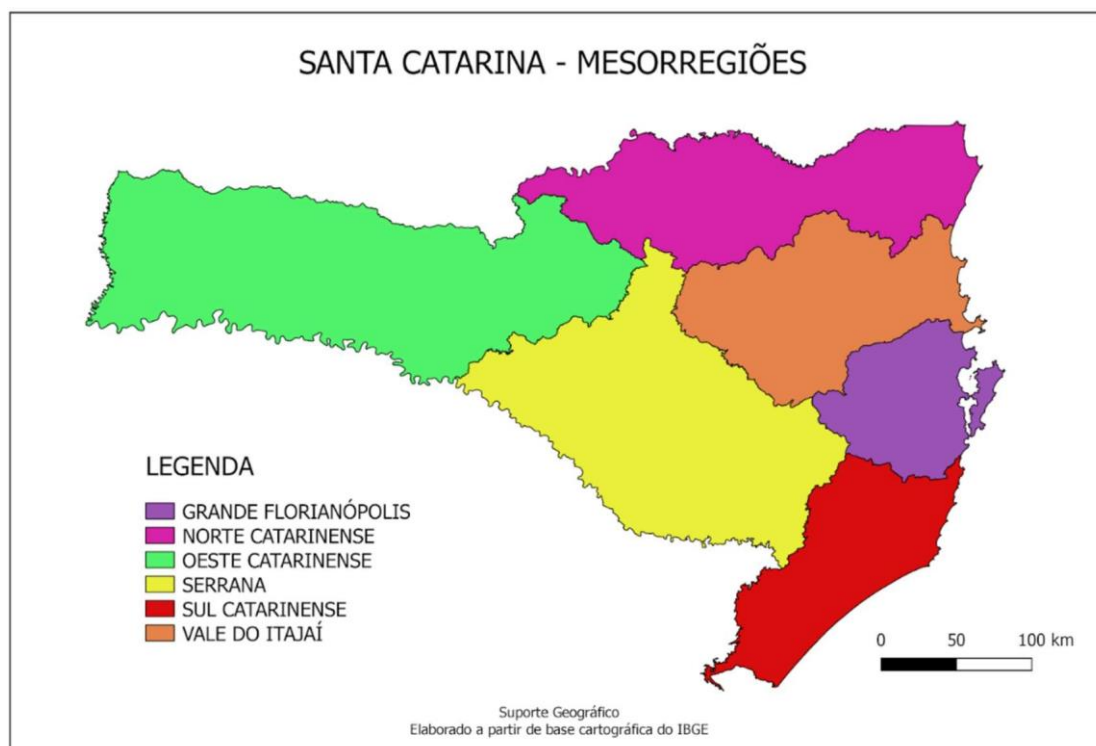 SANTA CATARINA - MESORREGIÕES
LEGENDA
GRANDE FLORIANÓPOLIS
NORTE CATARINENSE
OESTE CATARINENSE
SERRANA
SUL CATARINENSE
VALE DO ITAJAÍ
0 50 100 km
Suporte Geográfico
Elaborado a partir de base cartográfica do IBGE